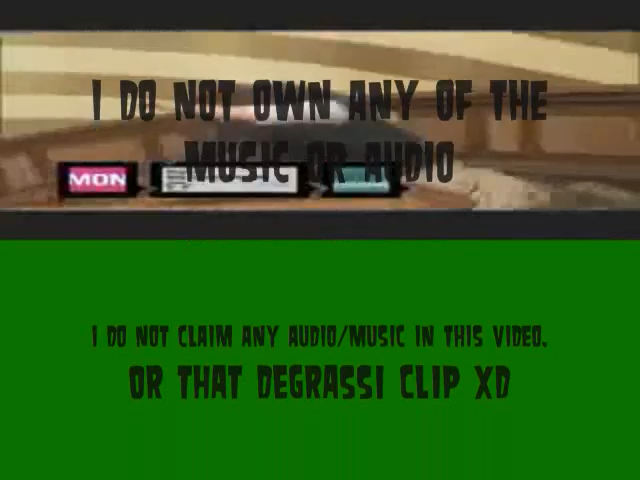 I DO NOT OWN ANY OF THE
MUSIC OR AUDIO
MON
I DO NOT CLAIM ANY AUDIO/MUSIC IN THIS VIDEO.
OR THAT DEGRASSI CLIP XD